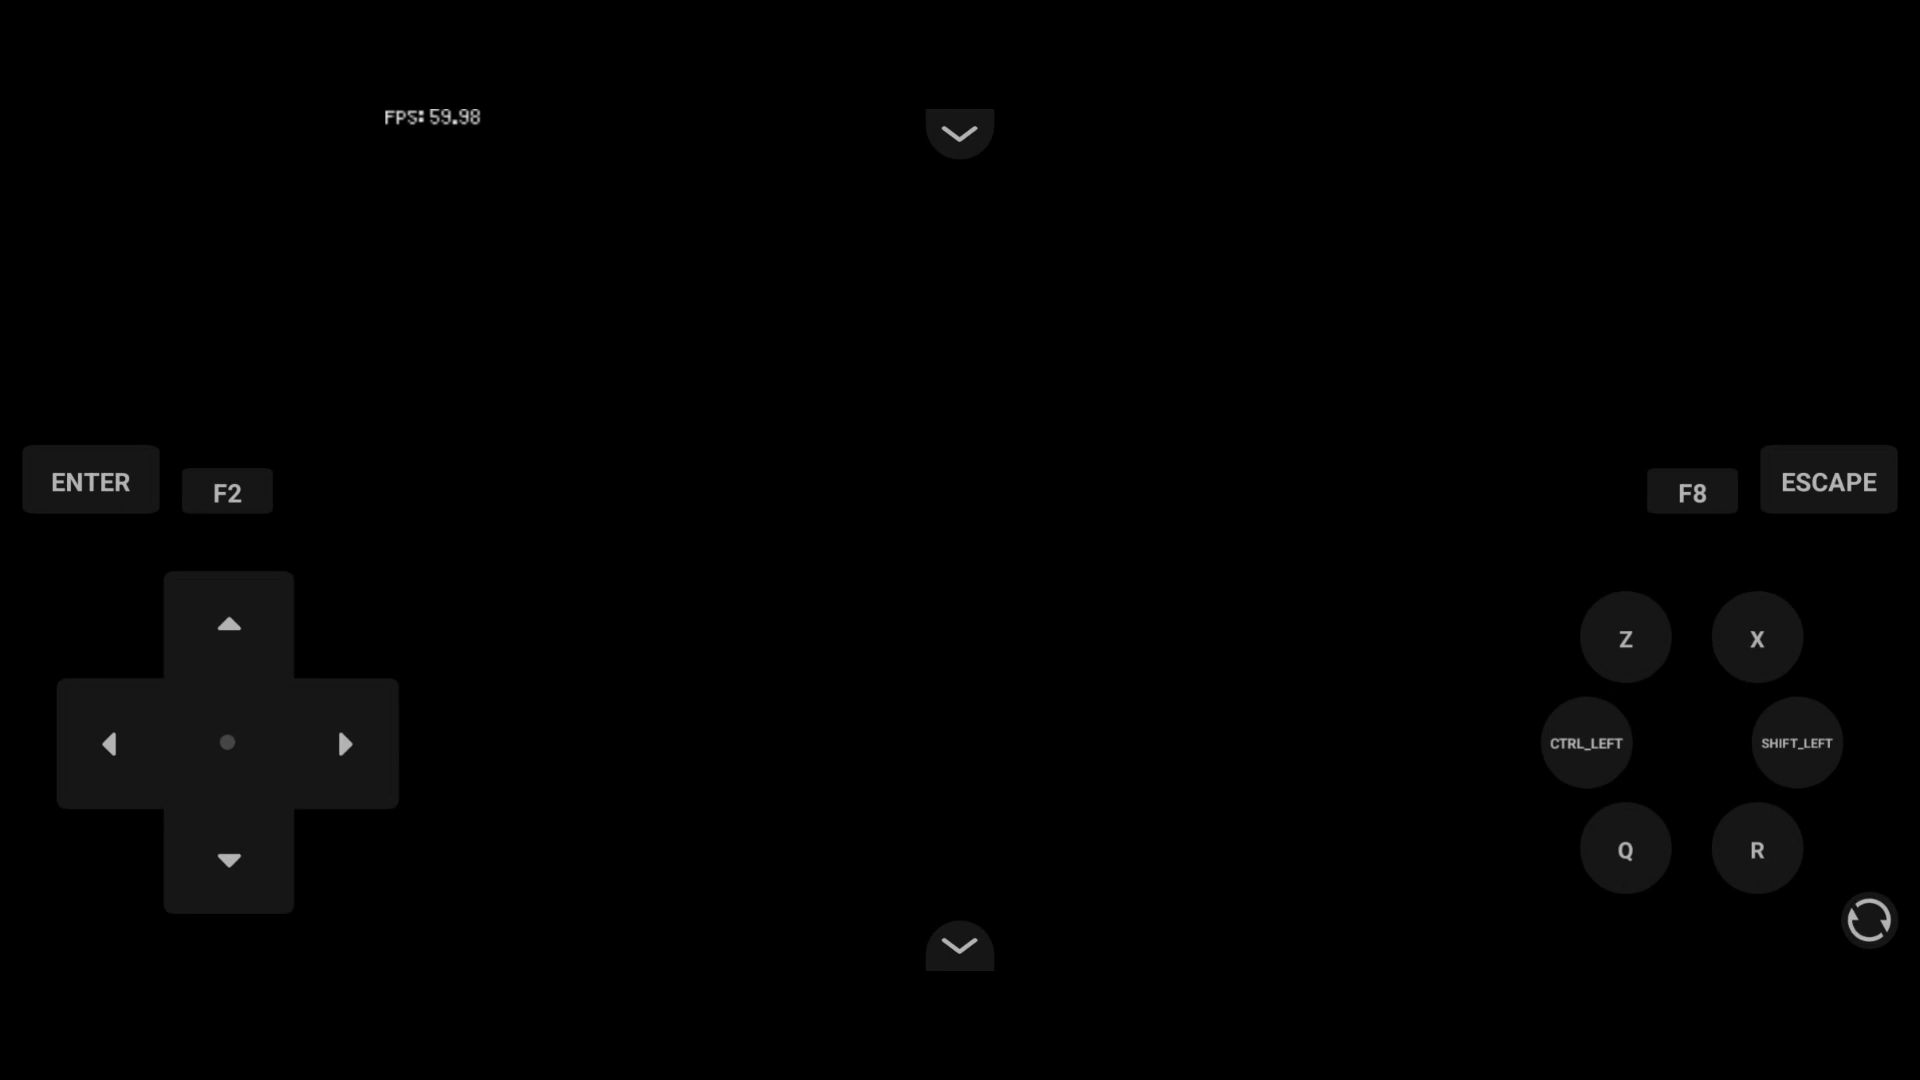 FPS: 59.98
ENTER
F2
F8
ESCAPE
Z
X
CTRL_LEFT
SHIFT_LEFT
Q
R